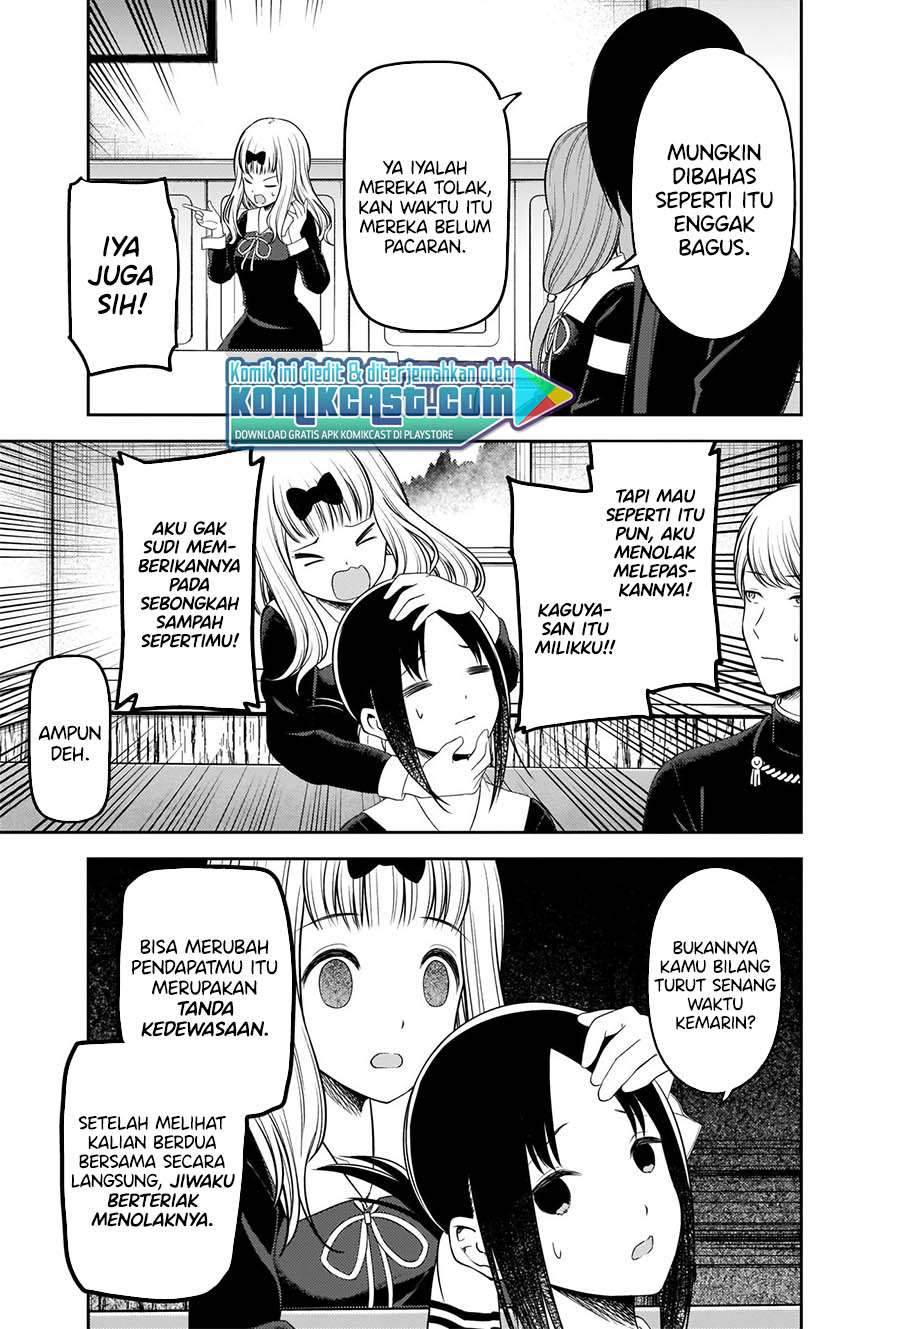 MUNGKIN
DIBAHAS
SEPERTI ITU
ENGGAK
BAGUS.
YA IYALAH
MEREKA TOLAK,
KAN WAKTU ITU
MEREKA BELUM
PACARAN.
IYA
JUGA
SIH!
Komik ini diedit & diterjemahkan oleh
KOMIKCAST.COM
DOWNLOAD GRATIS APK KOMIKCAST DI PLAYSTORE
TAPI MAU
SEPERTI ITU
PUN, AKU
MENOLAK
MELEPAS-
KANNYA!
KAGUYA-
SAN ITU
MILIKKU!!
AKU GAK
SUDI MEM-
BERIKANNYA
PADA
SEBONGKAH
SAMPAH
SEPERTIMU!
AMPUN
DEH.
BUKANNYA
KAMU BILANG
TURUT SENANG
WAKTU
KEMARIN?
BISA MERUBAH
PENDAPATMU ITU
MERUPAKAN
TANDA
KEDEWASAAN.
SETELAH MELIHAT
KALIAN BERDUA
BERSAMA SECARA
LANGSUNG, JIWAKU
BERTERIAK
MENOLAKNYA.